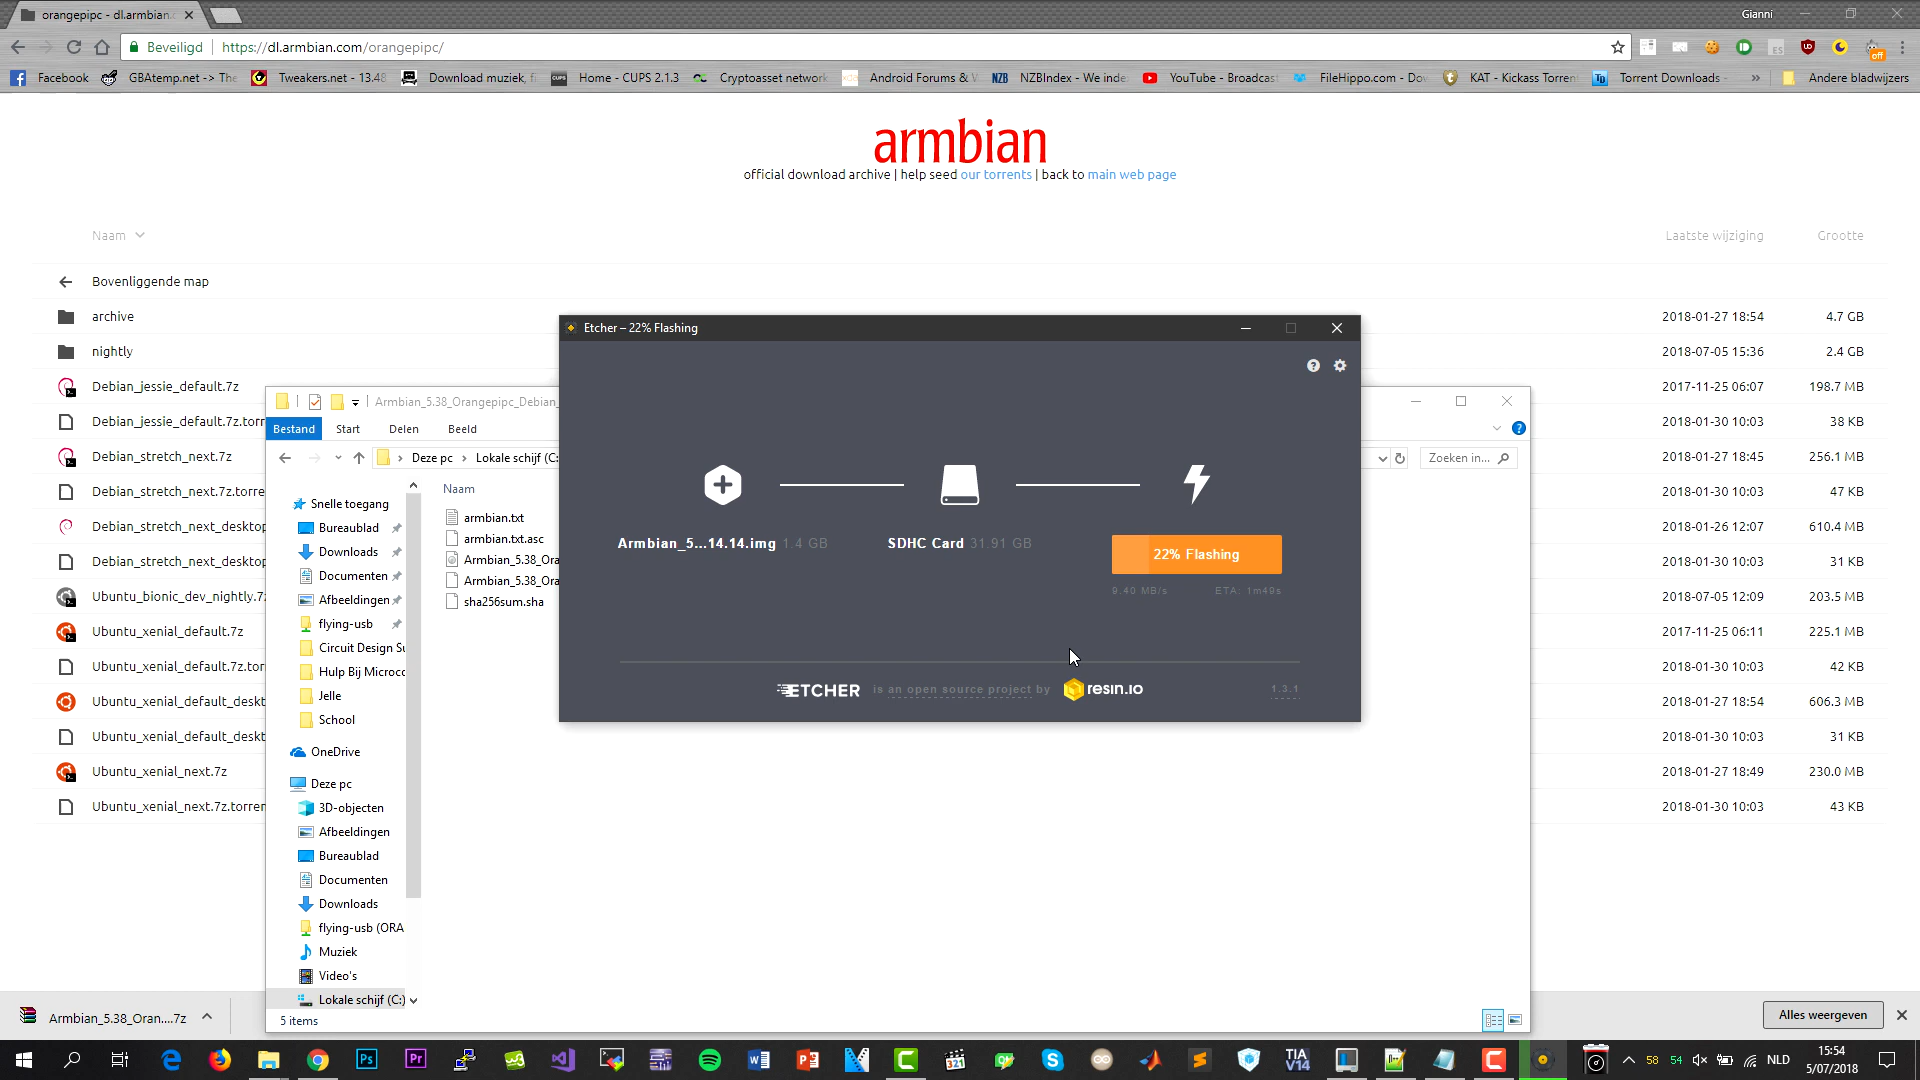 orangepipc - dl.armbian.
Gianni
Beveiligd https://dl.armbian.com/orangepipc/
Facebook GBAtemp.net -> The Tweakers.net - 13.48 Download muziek, fi Home - CUPS 2.1.3 Cryptoasset network Android Forums & NZBIndex - We inde YouTube - Broadcast FileHippo.com - Dow KAT - Kickass Torrent Torrent Downloads - » Andere bladwijzers
armbian
official download archive | help seed our torrents | back to main web page
Naam Laatste wijziging Grootte
Bovenliggende map
archive 2018-01-27 18:54 4.7 GB
nightly 2018-07-05 15:36 2.4 GB
Debian_jessie_default.7z 2017-11-25 06:07 198.7 MB
Debian_jessie_default.7z.torr 2018-01-30 10:03 38 KB
Debian_stretch_next.7z 2018-01-27 18:45 256.1 MB
Debian_stretch_next.7z.torre 2018-01-30 10:03 47 KB
Debian_stretch_next_desktop 2018-01-26 12:07 610.4 MB
Debian_stretch_next_desktop 2018-01-30 10:03 31 KB
Ubuntu_bionic_dev_nightly.7z 2018-07-05 12:09 203.5 MB
Ubuntu_xenial_default.7z 2017-11-25 06:11 225.1 MB
Ubuntu_xenial_default.7z.tor 2018-01-30 10:03 42 KB
Ubuntu_xenial_default_deskt 2018-01-27 18:54 606.3 MB
Ubuntu_xenial_default_deskt 2018-01-30 10:03 31 KB
Ubuntu_xenial_next.7z 2018-01-27 18:49 230.0 MB
Ubuntu_xenial_next.7z.torren 2018-01-30 10:03 43 KB
Armbian_5.38_Orangepipc_Debian_
Bestand Start Delen Beeld
Deze pc Lokale schijf (C: Zoeken in...
Naam
Snelle toegang
Bureaublad
Downloads
Documenten
Afbeeldingen
flying-usb
Circuit Design Su
Hulp Bij Microco
Jelle
School
OneDrive
Deze pc
3D-objecten
Afbeeldingen
Bureaublad
Documenten
Downloads
flying-usb (ORA
Muziek
Video's
Lokale schijf (C:)
armbian.txt
armbian.txt.asc
Armbian_5.38_Ora
Armbian_5.38_Ora
sha256sum.sha
5 items
Etcher – 22% Flashing
Armbian_5...14.14.img 1.4 GB
SDHC Card 31.91 GB
22% Flashing
9.40 MB/s ETA: 1m49s
ETCHER is an open source project by resin.io 1.3.1
Armbian_5.38_Oran....7z
Alles weergeven
58 54 NLD 15:54
5/07/2018